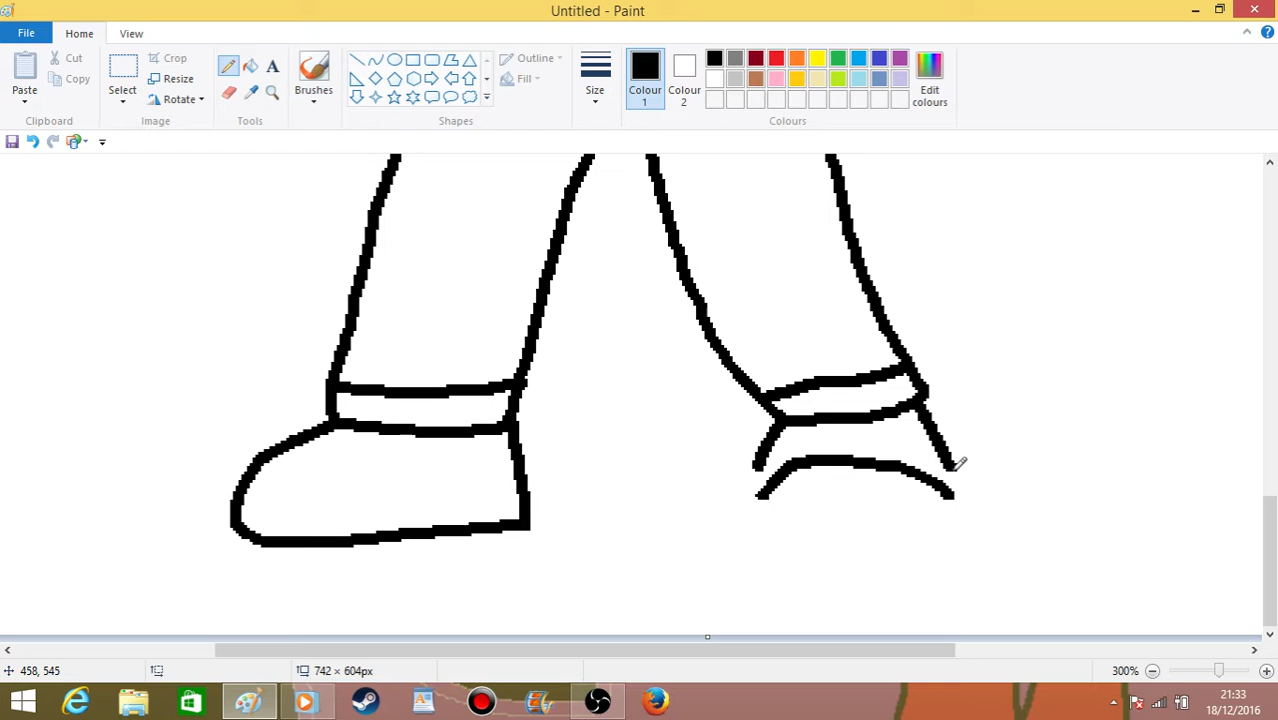 Untitled - Paint
File Home View
Paste
Cut
Copy
Clipboard
Select
Crop
Resize
Rotate
Image
A
Tools
Brushes
Outline
Fill
Shapes
Size
Colour 1
Colour 2
Edit colours
Colours
458, 545
742 × 604px
300%
21:33
18/12/2016